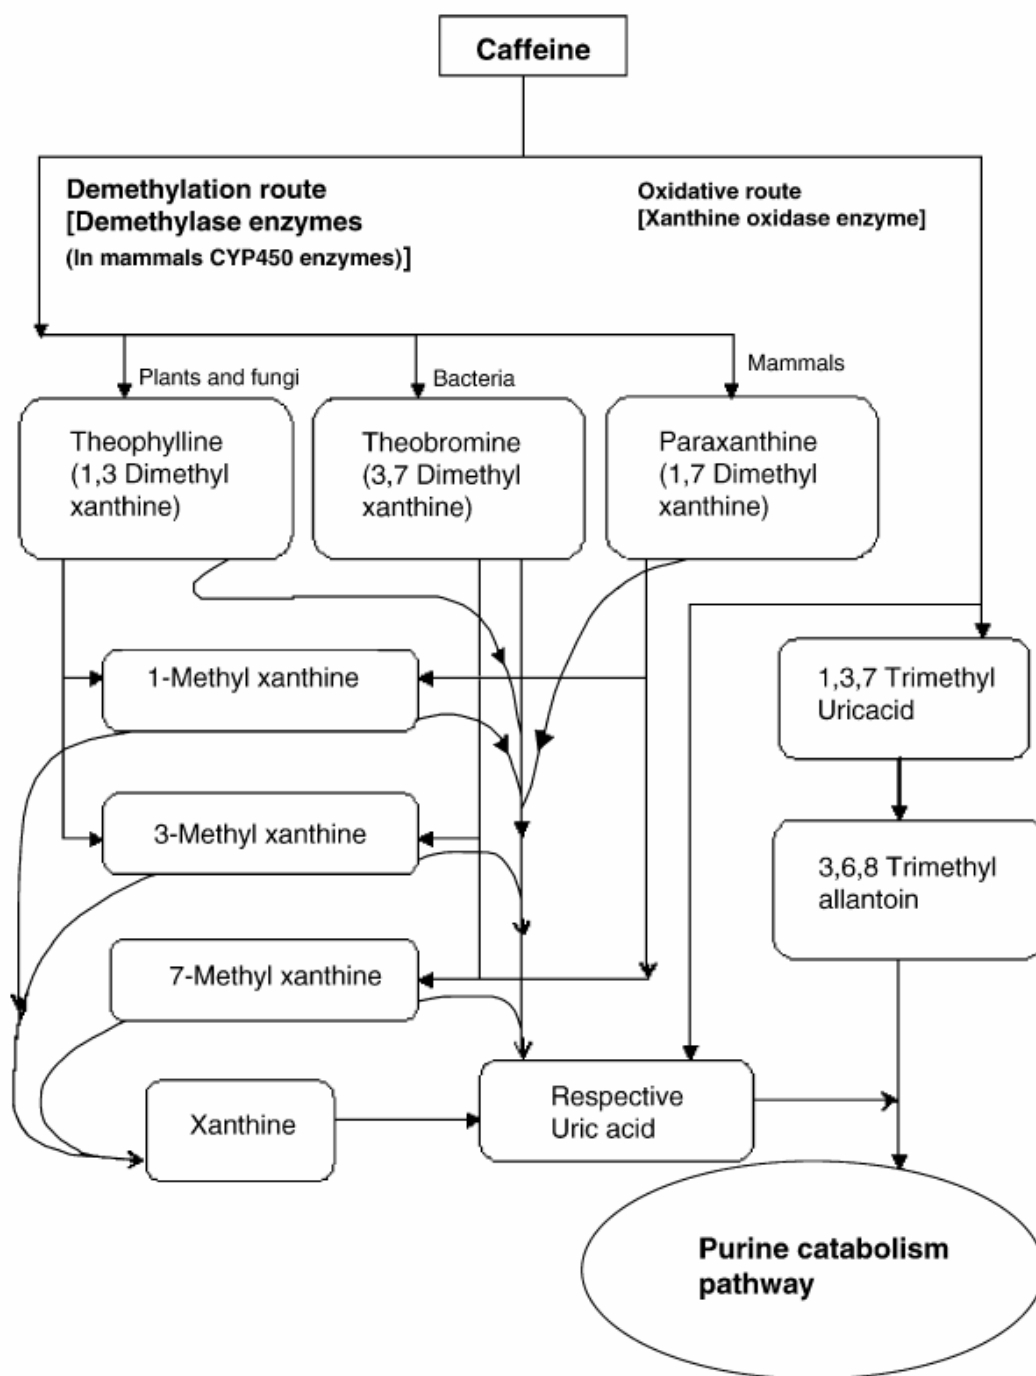 Caffeine
Demethylation route
[Demethylase enzymes
(In mammals CYP450 enzymes)]
Oxidative route
[Xanthine oxidase enzyme]
Plants and fungi
Bacteria
Mammals
Theophylline
(1,3 Dimethyl
xanthine)
Theobromine
(3,7 Dimethyl
xanthine)
Paraxanthine
(1,7 Dimethyl
xanthine)
1-Methyl xanthine
1,3,7 Trimethyl
Uricacid
3-Methyl xanthine
3,6,8 Trimethyl
allantoin
7-Methyl xanthine
Xanthine
Respective
Uric acid
Purine catabolism
pathway